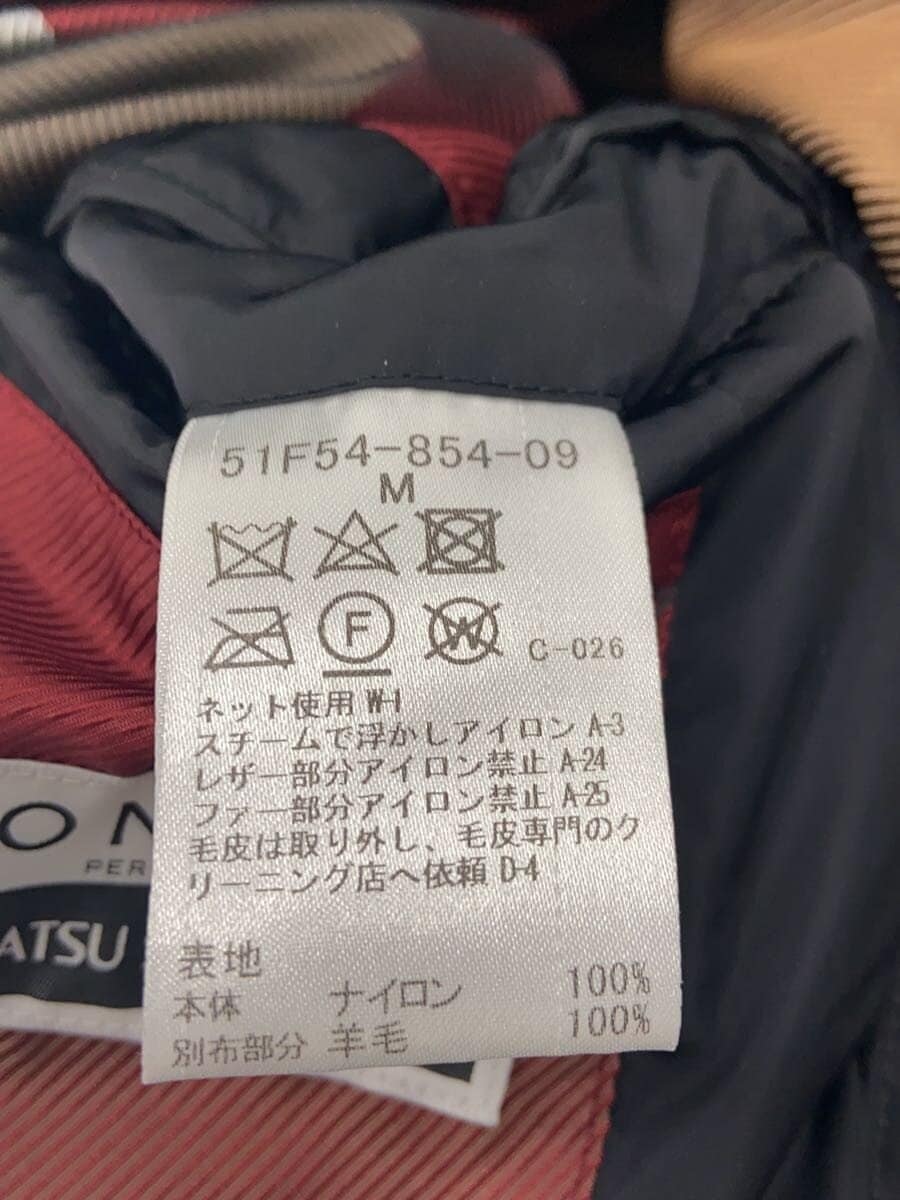 51F54-854-09
M
F
W
C-026
ネット使用 W-1
スチームで浮かしアイロン A-3
レザー部分アイロン禁止 A-24
ファー部分アイロン禁止 A-25
毛皮は取り外し、毛皮専門のク
リーニング店へ依頼 D-4
表地
本体 ナイロン 100%
別布部分 羊毛 100%
ON
PER
ATSU